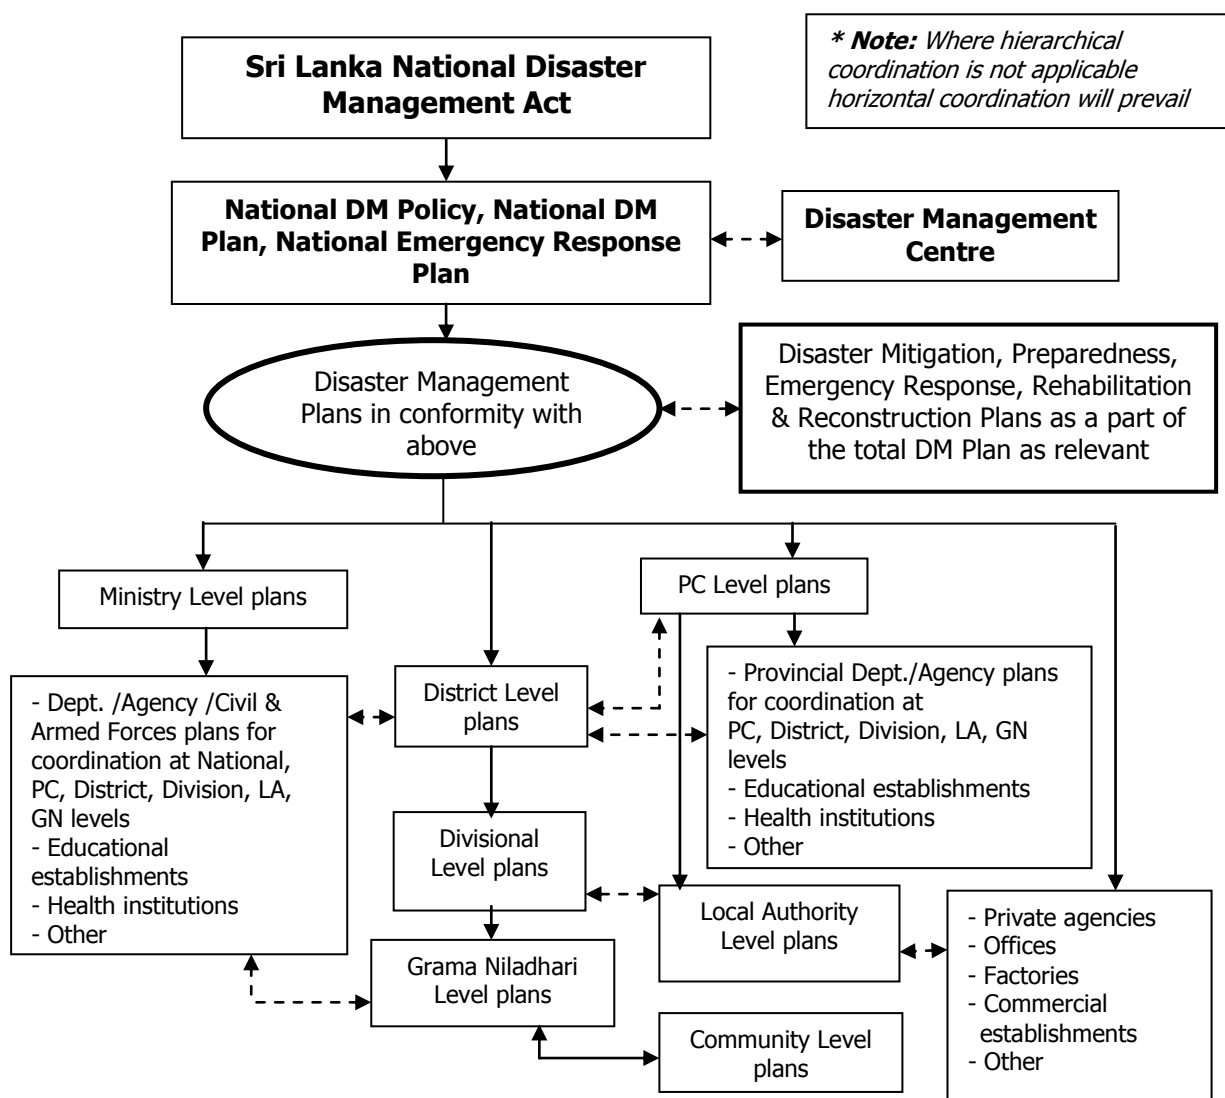 Sri Lanka National Disaster
Management Act
* Note: Where hierarchical
coordination is not applicable
horizontal coordination will prevail
National DM Policy, National DM
Plan, National Emergency Response
Plan
Disaster Management
Centre
Disaster Management
Plans in conformity with
above
Disaster Mitigation, Preparedness,
Emergency Response, Rehabilitation
& Reconstruction Plans as a part of
the total DM Plan as relevant
Ministry Level plans
PC Level plans
- Dept. /Agency /Civil &
Armed Forces plans for
coordination at National,
PC, District, Division, LA,
GN levels
- Educational
establishments
- Health institutions
- Other
District Level
plans
- Provincial Dept./Agency plans
for coordination at
PC, District, Division, LA, GN
levels
- Educational establishments
- Health institutions
- Other
Divisional
Level plans
Local Authority
Level plans
- Private agencies
- Offices
- Factories
- Commercial
establishments
- Other
Grama Niladhari
Level plans
Community Level
plans